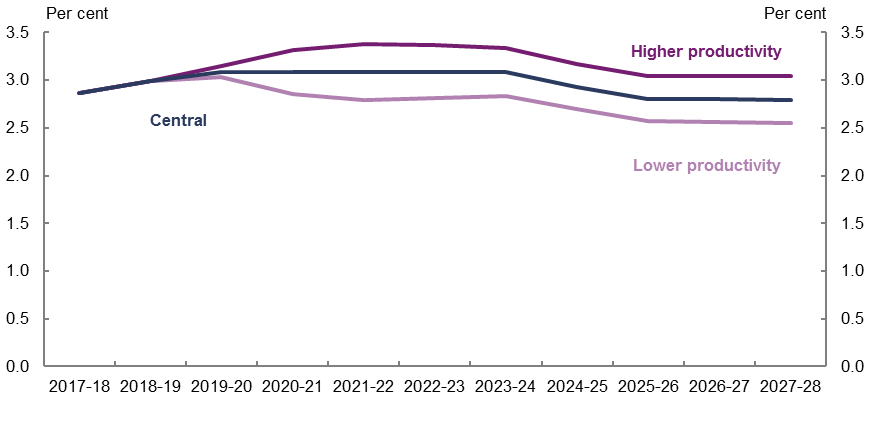 Per cent Per cent
3.5 3.5
Higher productivity
3.0 3.0
2.5 2.5
Central
Lower productivity
2.0 2.0
1.5 1.5
1.0 1.0
0.5 0.5
0.0 0.0
2017-18 2018-19 2019-20 2020-21 2021-22 2022-23 2023-24 2024-25 2025-26 2026-27 2027-28